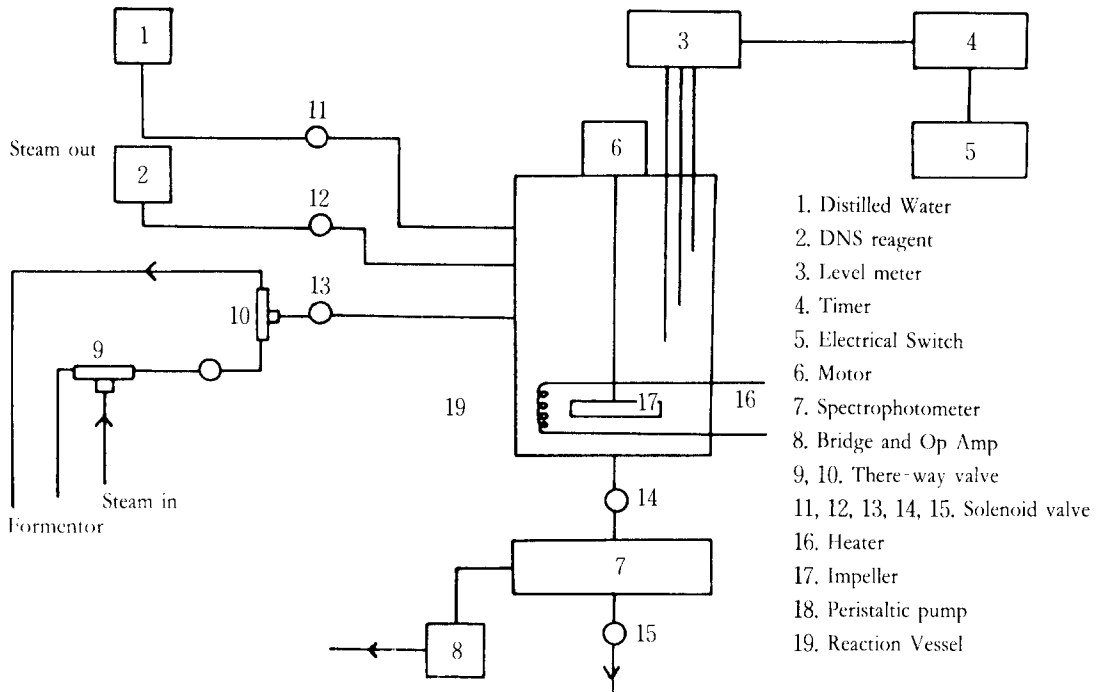 1
3
4
11
Steam out
6
5
2
12
1. Distilled Water
2. DNS reagent
3. Level meter
13
10
4. Timer
5. Electrical Switch
9
6. Motor
19
17
16
7. Spectrophotometer
8. Bridge and Op Amp
9, 10. There-way valve
Steam in
14
11, 12, 13, 14, 15. Solenoid valve
Formentor
16. Heater
7
17. Impeller
18. Peristaltic pump
8
15
19. Reaction Vessel